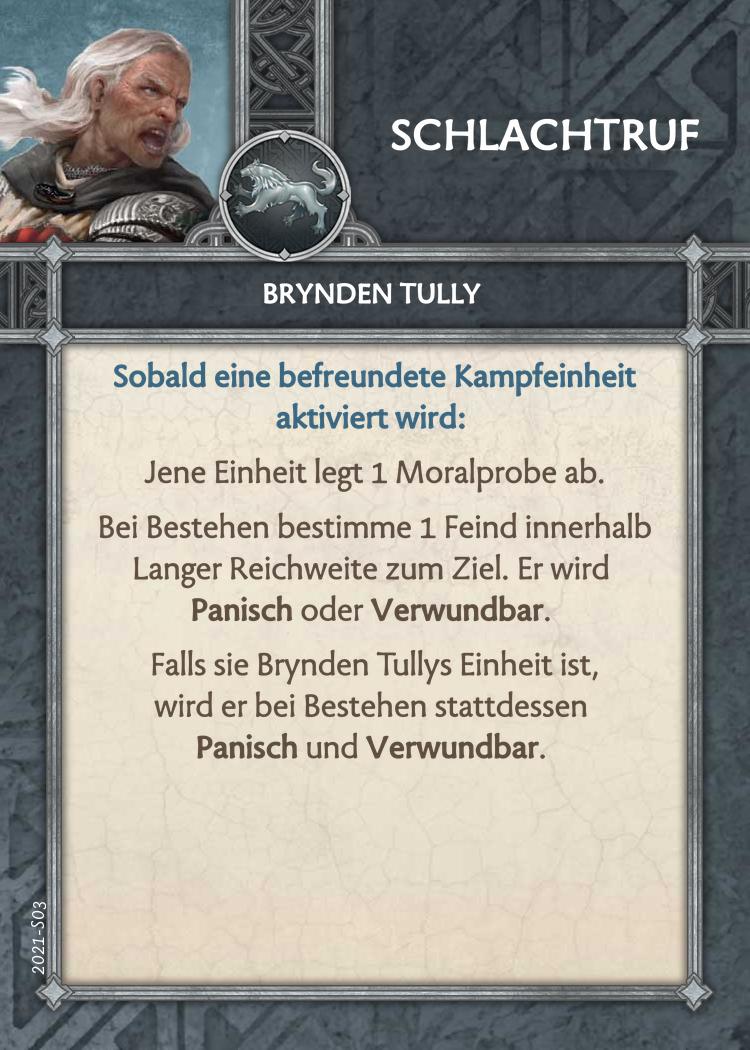 SCHLACHTRUF
BRYNDEN TULLY
Sobald eine befreundete Kampfeinheit
aktiviert wird:
Jene Einheit legt 1 Moralprobe ab.
Bei Bestehen bestimme 1 Feind innerhalb
Langer Reichweite zum Ziel. Er wird
Panisch oder Verwundbar.
Falls sie Brynden Tullys Einheit ist,
wird er bei Bestehen stattdessen
Panisch und Verwundbar.
2021-S03